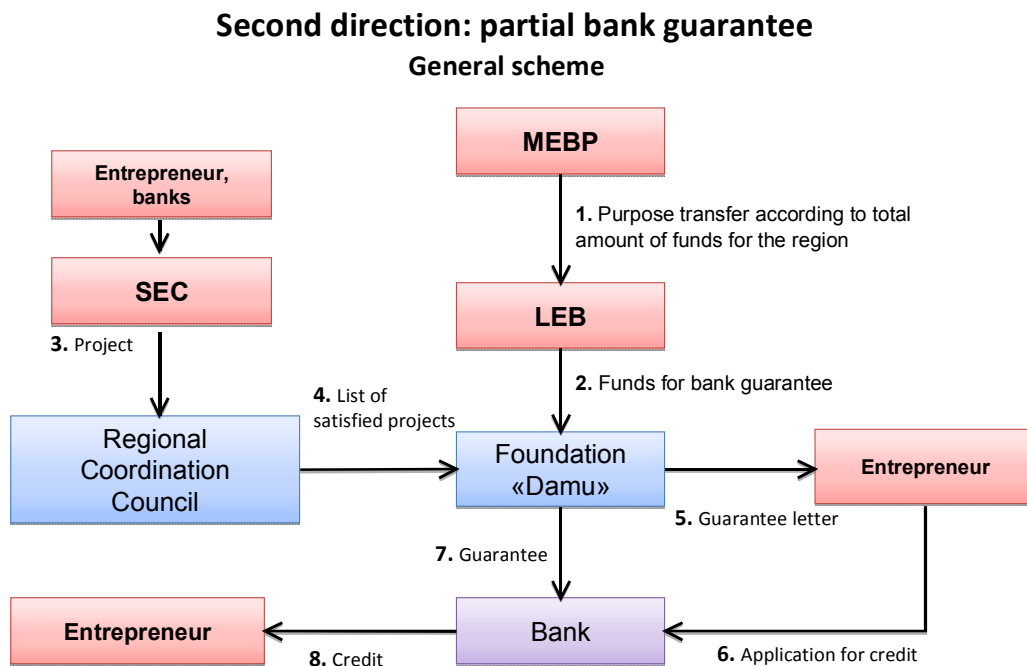 Second direction: partial bank guarantee
General scheme
MEBP
Entrepreneur,
banks
1. Purpose transfer according to total
amount of funds for the region
SEC
LEB
3. Project
2. Funds for bank guarantee
4. List of
satisfied projects
Regional
Coordination
Council
Foundation
«Damu»
Entrepreneur
5. Guarantee letter
7. Guarantee
Entrepreneur
Bank
8. Credit
6. Application for credit